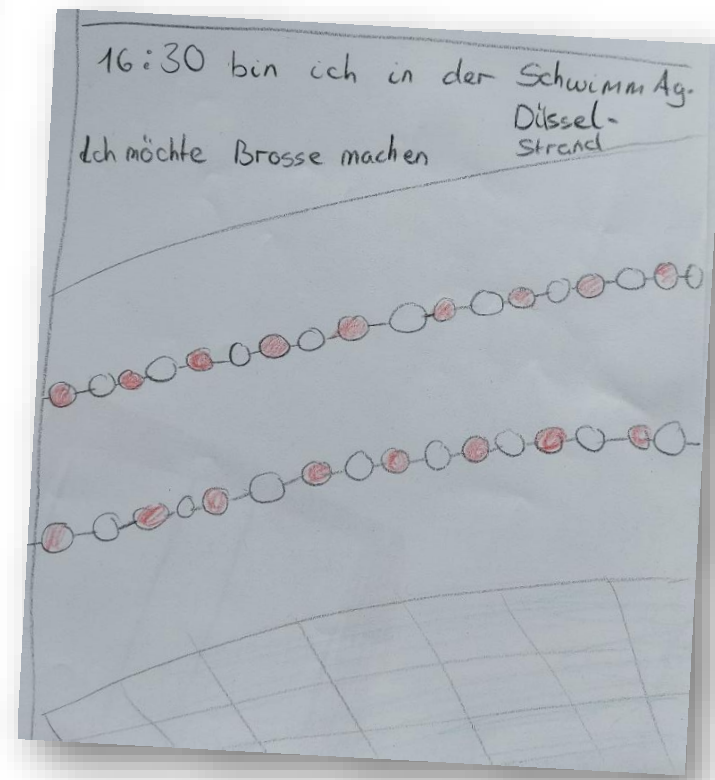 16:30 bin ich in der Schwimm Ag.
Düssel-
strand
Ich möchte Brosse machen